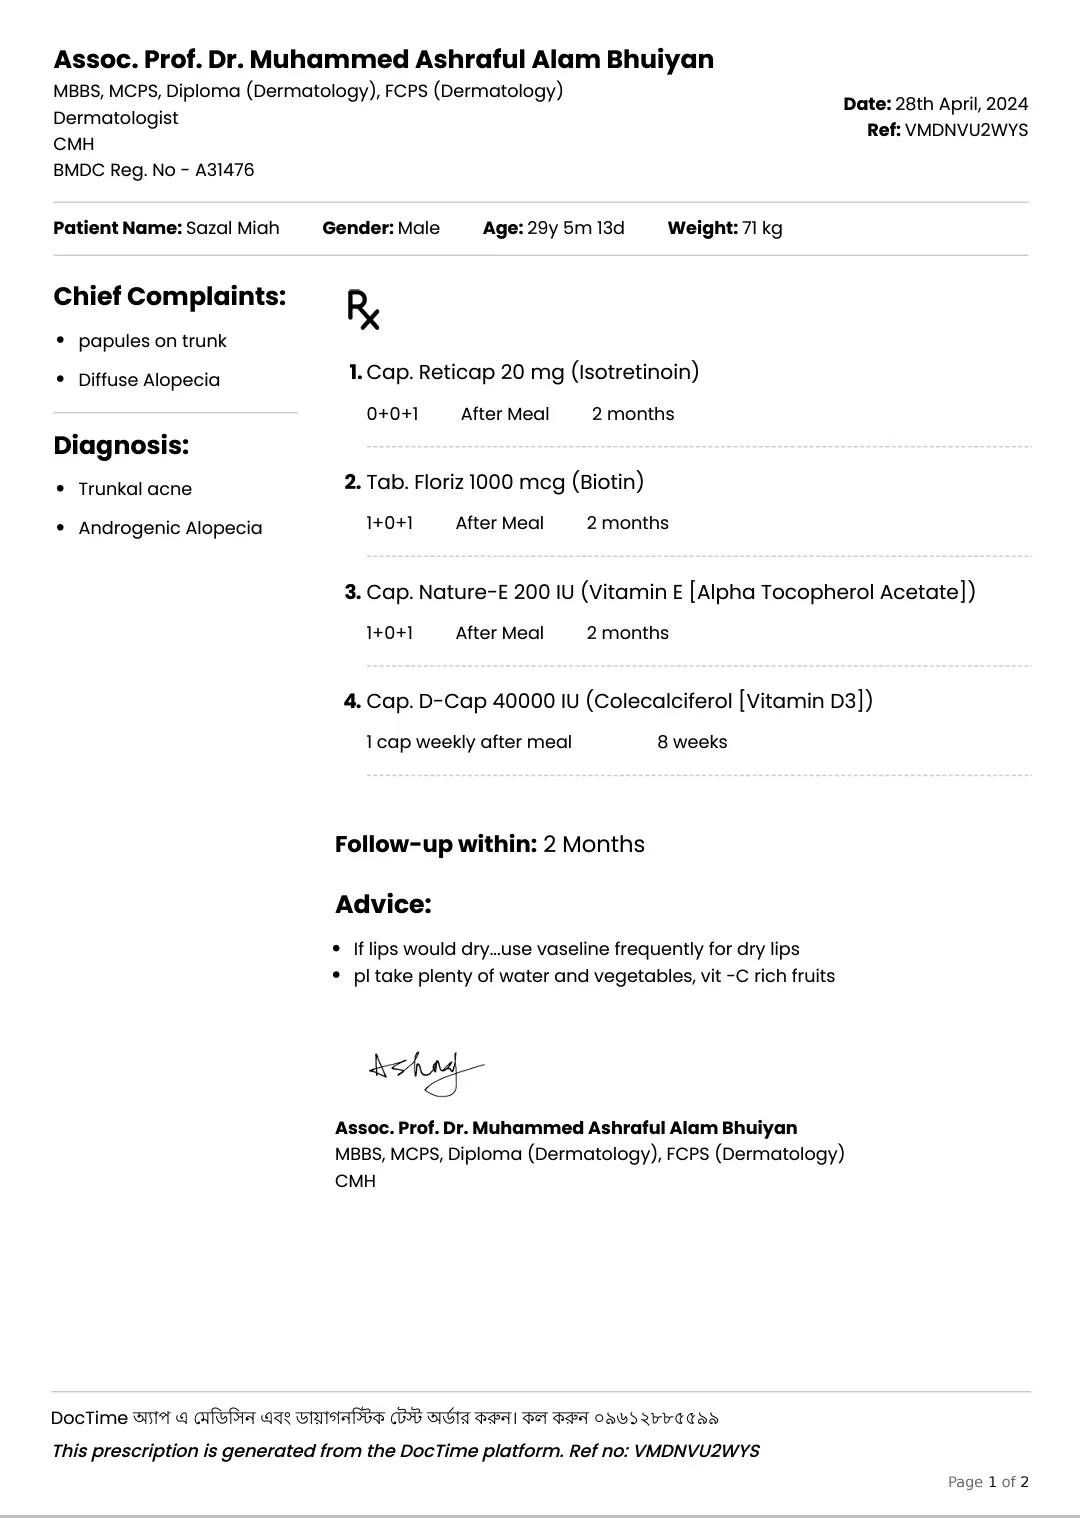 Assoc. Prof. Dr. Muhammed Ashraful Alam Bhuiyan
MBBS, MCPS, Diploma (Dermatology), FCPS (Dermatology)
Dermatologist
CMH
BMDC Reg. No - A31476
Date: 28th April, 2024
Ref: VMDNVU2WYS
Patient Name: Sazal Miah Gender: Male Age: 29y 5m 13d Weight: 71 kg
Chief Complaints:
• papules on trunk
• Diffuse Alopecia
Diagnosis:
• Trunkal acne
• Androgenic Alopecia
Rx
1. Cap. Reticap 20 mg (Isotretinoin)
0+0+1 After Meal 2 months
2. Tab. Floriz 1000 mcg (Biotin)
1+0+1 After Meal 2 months
3. Cap. Nature-E 200 IU (Vitamin E [Alpha Tocopherol Acetate])
1+0+1 After Meal 2 months
4. Cap. D-Cap 40000 IU (Colecalciferol [Vitamin D3])
1 cap weekly after meal 8 weeks
Follow-up within: 2 Months
Advice:
• If lips would dry...use vaseline frequently for dry lips
• pl take plenty of water and vegetables, vit -C rich fruits
Ashraf
Assoc. Prof. Dr. Muhammed Ashraful Alam Bhuiyan
MBBS, MCPS, Diploma (Dermatology), FCPS (Dermatology)
CMH
DocTime অ্যাপ এ মেডিসিন এবং ডায়াগনস্টিক টেস্ট অর্ডার করুন। কল করুন ০৯৬১২৮৮৫৫৯৯
This prescription is generated from the DocTime platform. Ref no: VMDNVU2WYS
Page 1 of 2